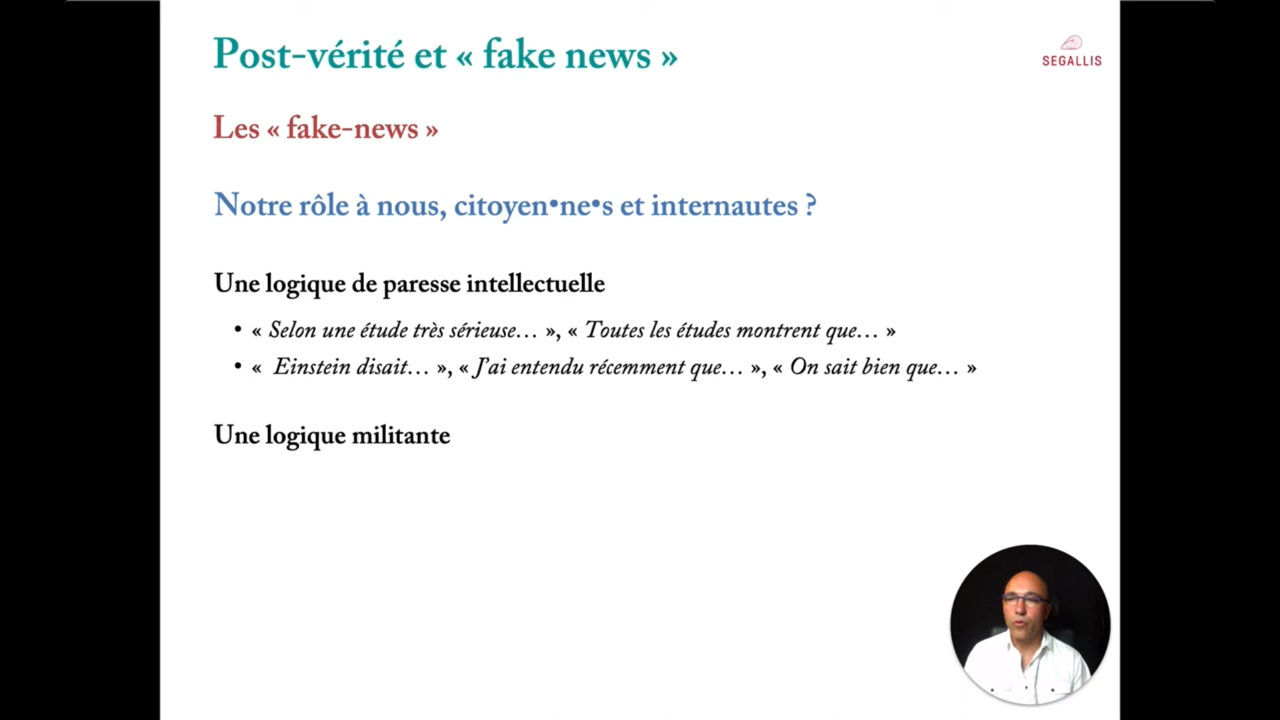 Post-vérité et « fake news »
SEGALLIS
Les « fake-news »
Notre rôle à nous, citoyen•ne•s et internautes ?
Une logique de paresse intellectuelle
• « Selon une étude très sérieuse… », « Toutes les études montrent que… »
• « Einstein disait… », « J'ai entendu récemment que… », « On sait bien que… »
Une logique militante